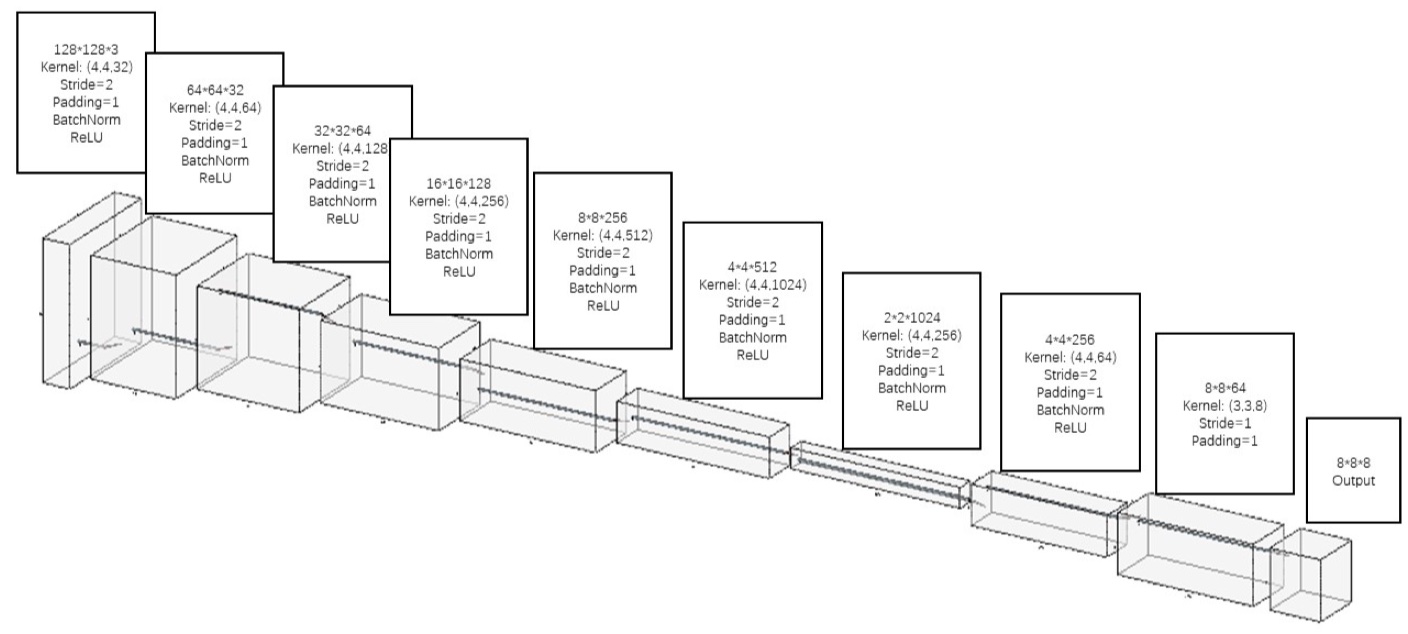 128*128*3
Kernel: (4,4,32)
Stride=2
Padding=1
BatchNorm
ReLU
64*64*32
Kernel: (4,4,64)
Stride=2
Padding=1
BatchNorm
ReLU
32*32*64
Kernel: (4,4,128
Stride=2
Padding=1
BatchNorm
ReLU
16*16*128
Kernel: (4,4,256)
Stride=2
Padding=1
BatchNorm
ReLU
8*8*256
Kernel: (4,4,512)
Stride=2
Padding=1
BatchNorm
ReLU
4*4*512
Kernel: (4,4,1024)
Stride=2
Padding=1
BatchNorm
ReLU
2*2*1024
Kernel: (4,4,256)
Stride=2
Padding=1
BatchNorm
ReLU
4*4*256
Kernel: (4,4,64)
Stride=2
Padding=1
BatchNorm
ReLU
8*8*64
Kernel: (3,3,8)
Stride=1
Padding=1
8*8*8
Output